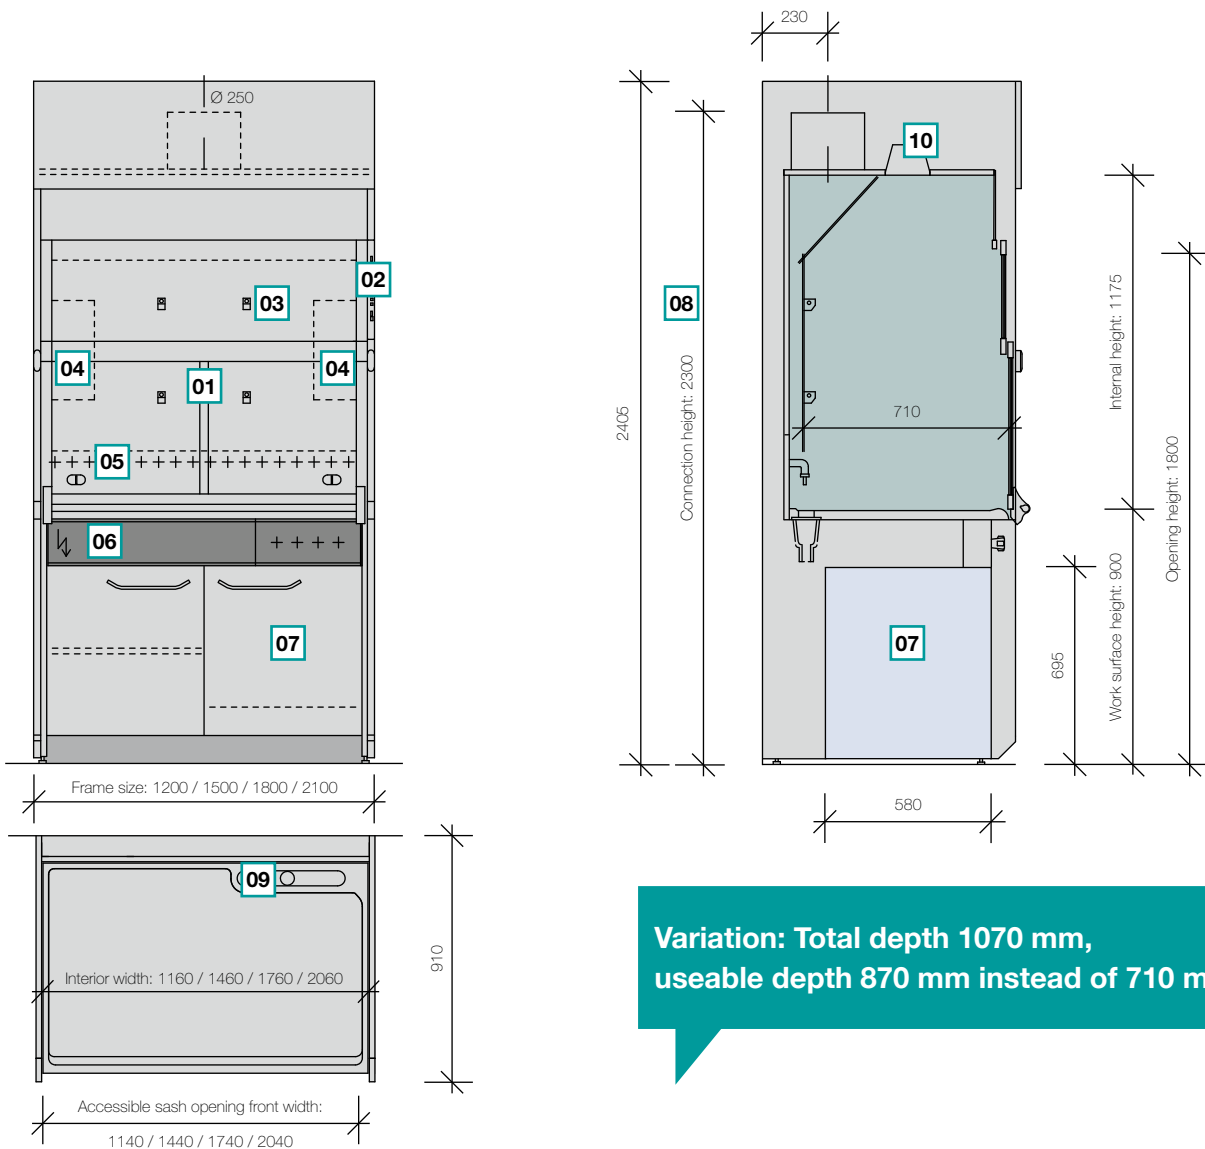 230
Ø 250
10
02
03
08
04
04
01
05
06
07
07
2405
Connection height: 2300
710
Internal height: 1175
Opening height: 1800
Work surface height: 900
695
580
Frame size: 1200 / 1500 / 1800 / 2100
09
Interior width: 1160 / 1460 / 1760 / 2060
910
Accessible sash opening front width:
1140 / 1440 / 1740 / 2040
Variation: Total depth 1070 mm,
useable depth 870 mm instead of 710 m